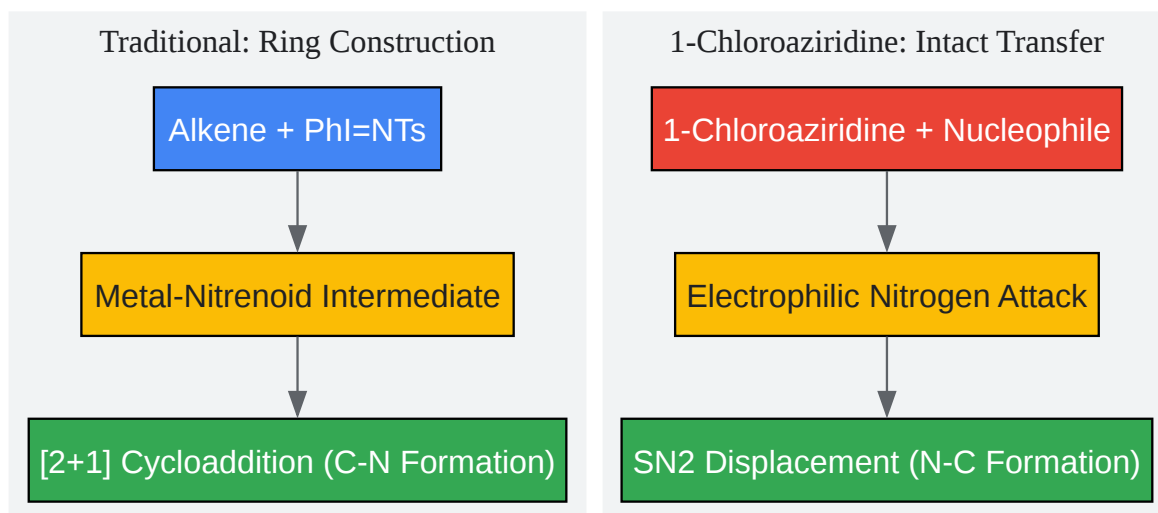 Traditional: Ring Construction
Alkene + PhI=NTs
Metal-Nitrenoid Intermediate
[2+1] Cycloaddition (C-N Formation)
1-Chloroaziridine: Intact Transfer
1-Chloroaziridine + Nucleophile
Electrophilic Nitrogen Attack
SN2 Displacement (N-C Formation)